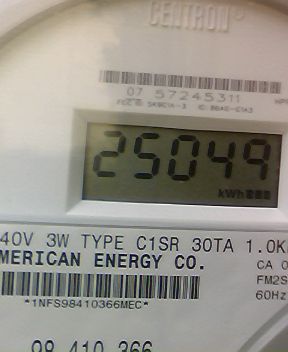 CENTRON
07 57245311
25049
kWh
40V 3W TYPE C1SR 30TA 1.0K
MERICAN ENERGY CO.
CA 0
FM2S
60Hz
*1NFS98410366MEC*
98 410 366